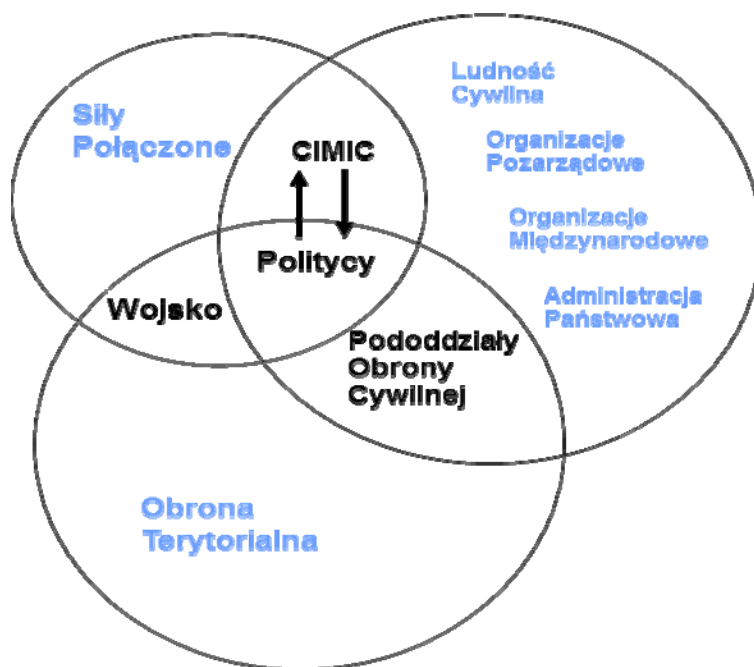 Siły
Połączone
CIMIC
Politycy
Wojsko
Ludność
Cywilna
Organizacje
Pozarządowe
Organizacje
Międzynarodowe
Administracja
Państwowa
Pododdziały
Obrony
Cywilnej
Obrona
Terytorialna